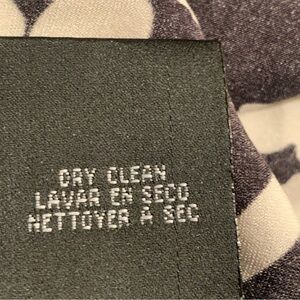 DRY CLEAN
LAVAR EN SECO
NETTOYER A SEC